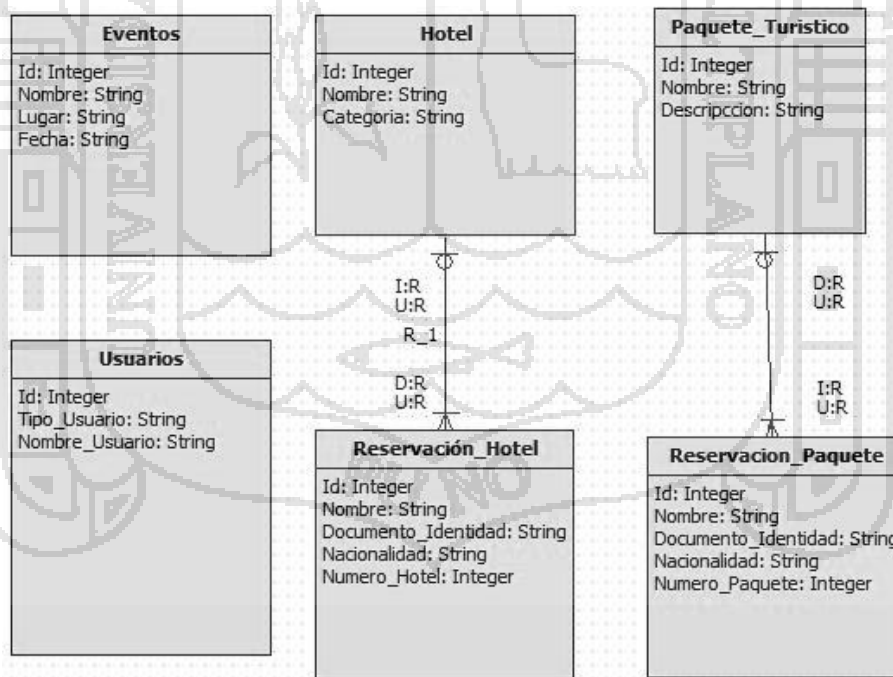 Eventos
Id: Integer
Nombre: String
Lugar: String
Fecha: String
Hotel
Id: Integer
Nombre: String
Categoria: String
Paquete_Turistico
Id: Integer
Nombre: String
Descripccion: String
I:R
U:R
R_1
D:R
U:R
D:R
U:R
I:R
U:R
Usuarios
Id: Integer
Tipo_Usuario: String
Nombre_Usuario: String
Reservación_Hotel
Id: Integer
Nombre: String
Documento_Identidad: String
Nacionalidad: String
Numero_Hotel: Integer
Reservacion_Paquete
Id: Integer
Nombre: String
Documento_Identidad: String
Nacionalidad: String
Numero_Paquete: Integer